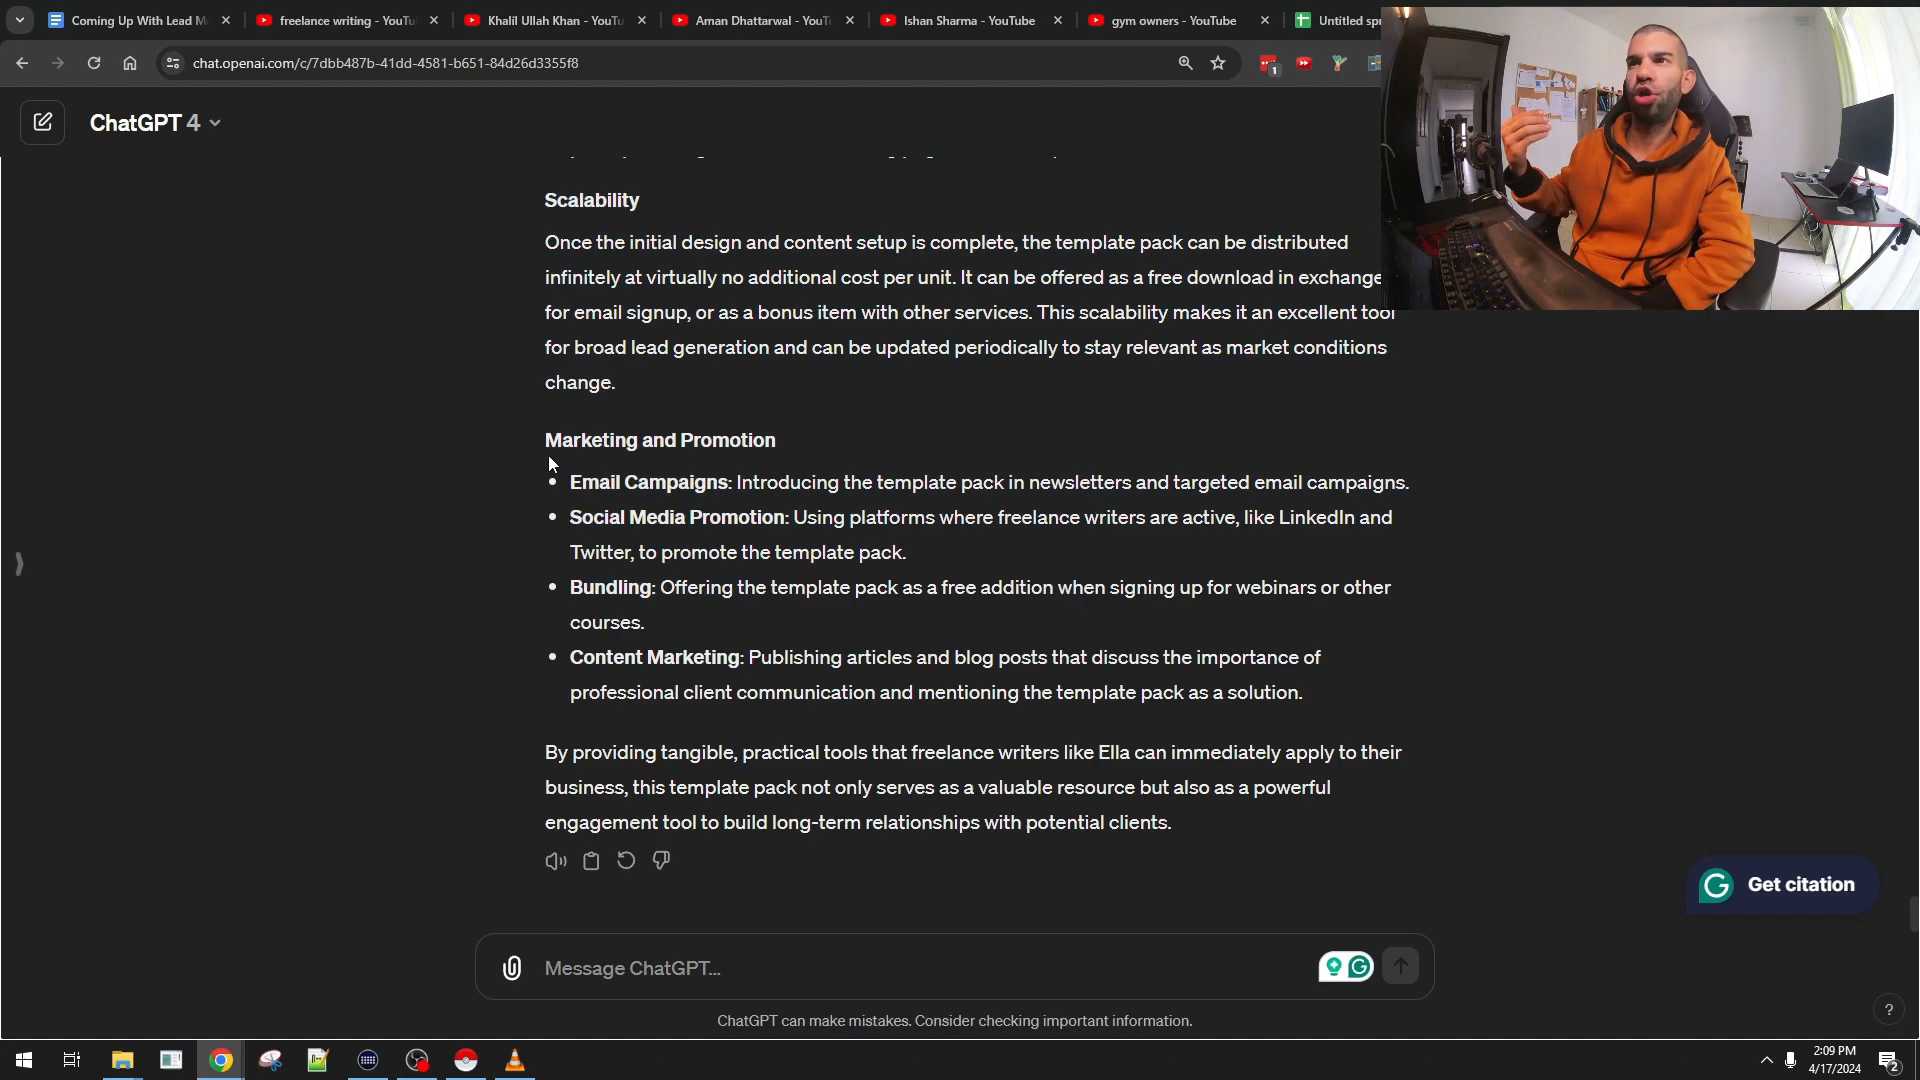 Coming Up With Lead M
freelance writing - YouTu
Khalil Ullah Khan - YouTu
Aman Dhattarwal - YouT
Ishan Sharma - YouTube
gym owners - YouTube
Untitled spr
chat.openai.com/c/7dbb487b-41dd-4581-b651-84d26d3355f8
1
ChatGPT 4
Scalability
Once the initial design and content setup is complete, the template pack can be distributed
infinitely at virtually no additional cost per unit. It can be offered as a free download in exchange
for email signup, or as a bonus item with other services. This scalability makes it an excellent tool
for broad lead generation and can be updated periodically to stay relevant as market conditions
change.
Marketing and Promotion
• Email Campaigns: Introducing the template pack in newsletters and targeted email campaigns.
• Social Media Promotion: Using platforms where freelance writers are active, like LinkedIn and
Twitter, to promote the template pack.
• Bundling: Offering the template pack as a free addition when signing up for webinars or other
courses.
• Content Marketing: Publishing articles and blog posts that discuss the importance of
professional client communication and mentioning the template pack as a solution.
By providing tangible, practical tools that freelance writers like Ella can immediately apply to their
business, this template pack not only serves as a valuable resource but also as a powerful
engagement tool to build long-term relationships with potential clients.
Get citation
Message ChatGPT...
ChatGPT can make mistakes. Consider checking important information.
?
2:09 PM
4/17/2024
2